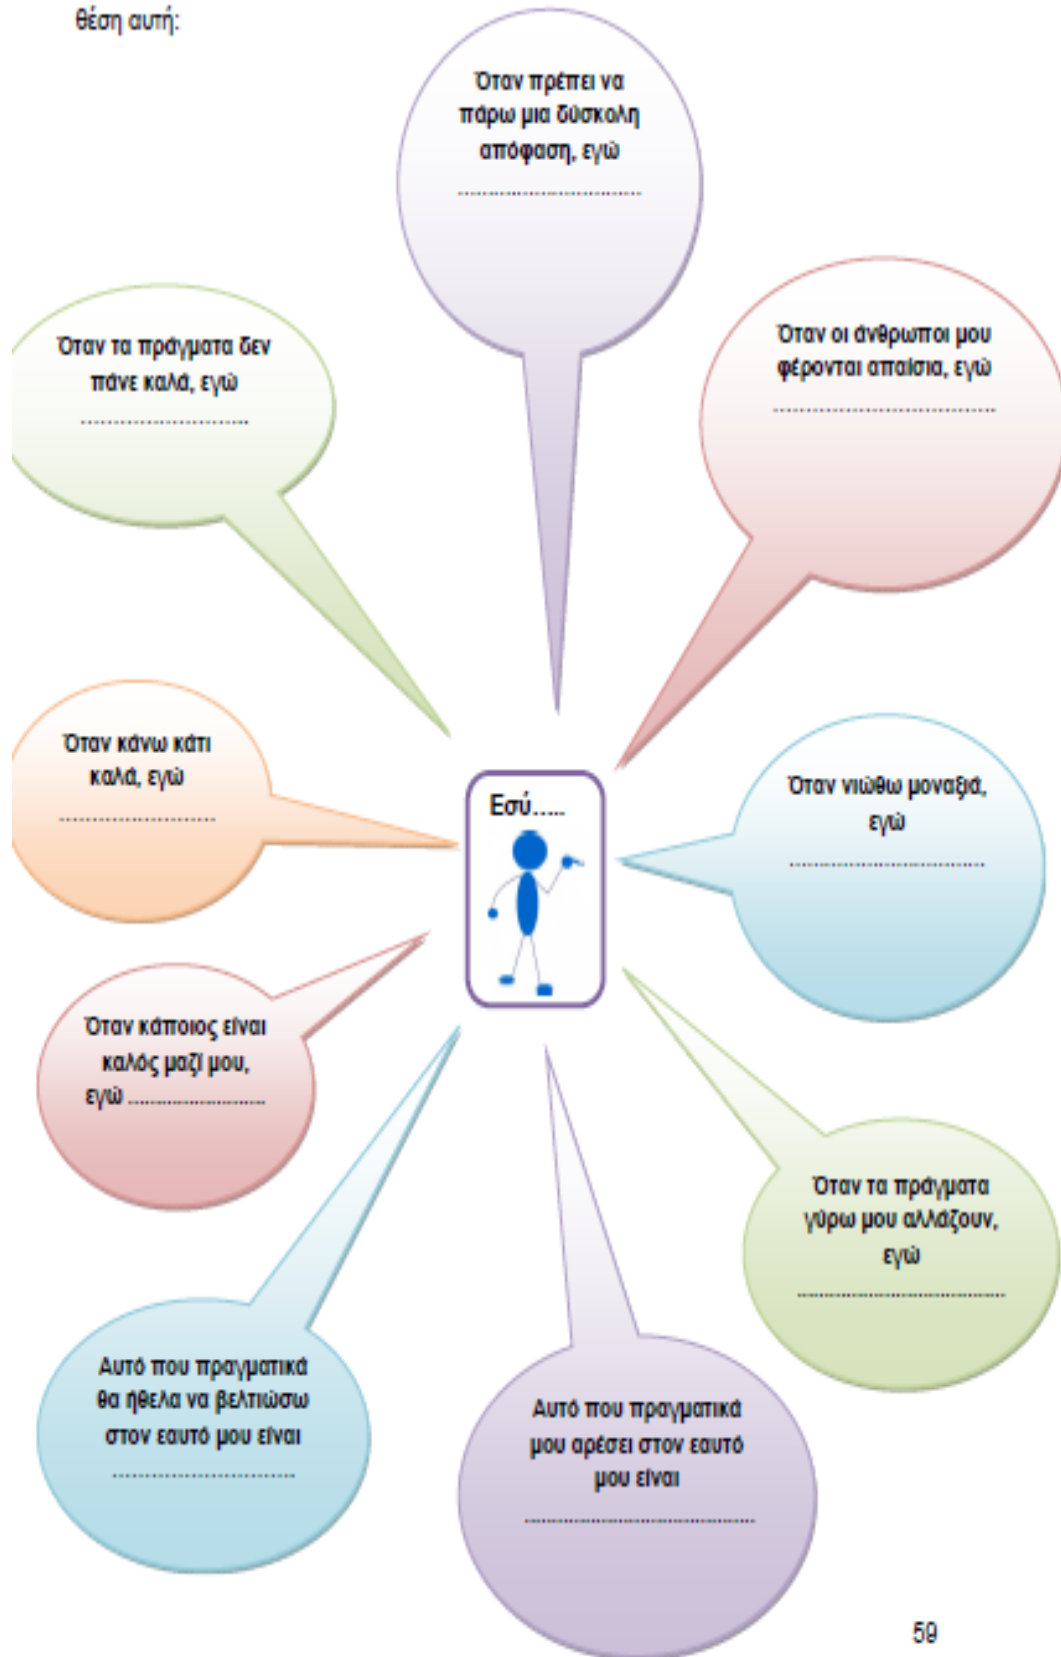 θέση αυτή:
Όταν πρέπει να
πάρω μια δύσκολη
απόφαση, εγώ
.................................
Όταν τα πράγματα δεν
πάνε καλά, εγώ
..............................
Όταν οι άνθρωποι μου
φέρονται απαίσια, εγώ
........................................
Όταν κάνω κάτι
καλά, εγώ
............................
Εσύ.....
Όταν νιώθω μοναξιά,
εγώ
...................................
Όταν κάποιος είναι
καλός μαζί μου,
εγώ .........................
Όταν τα πράγματα
γύρω μου αλλάζουν,
εγώ
.....................................
Αυτό που πραγματικά
θα ήθελα να βελτιώσω
στον εαυτό μου είναι
.................................
Αυτό που πραγματικά
μου αρέσει στον εαυτό
μου είναι
.........................................
59